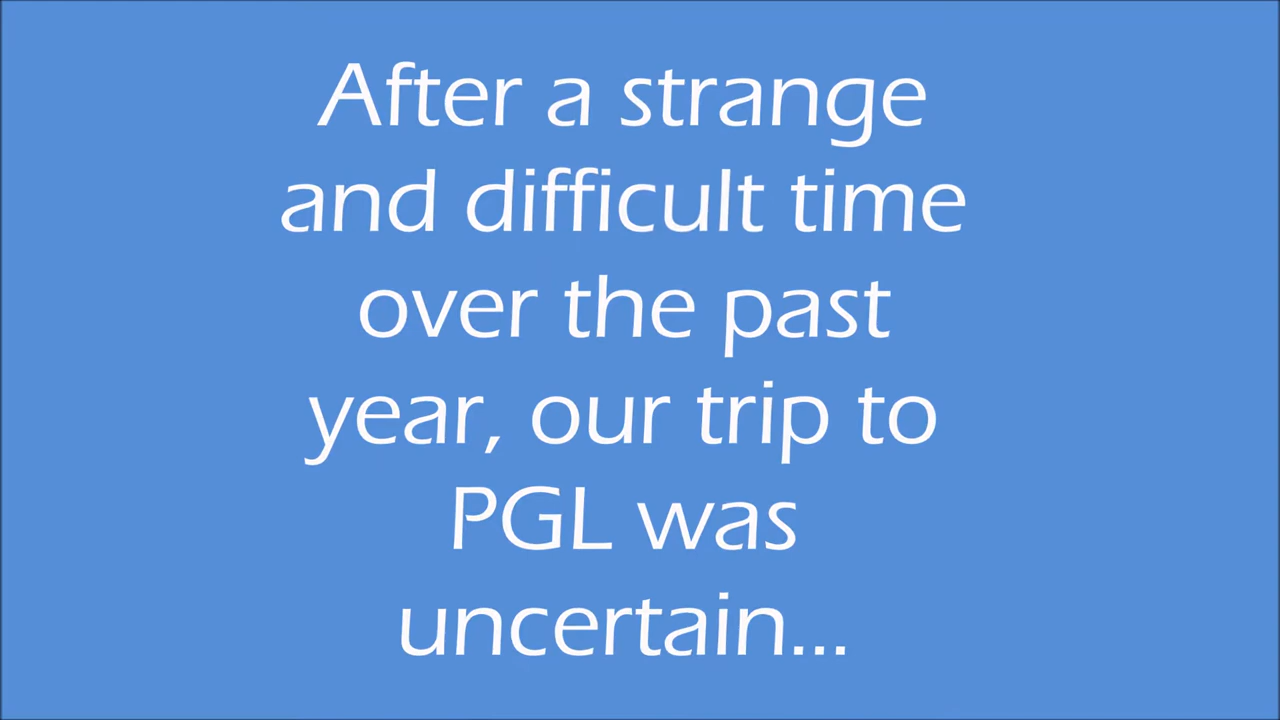 After a strange
and difficult time
over the past
year, our trip to
PGL was
uncertain...